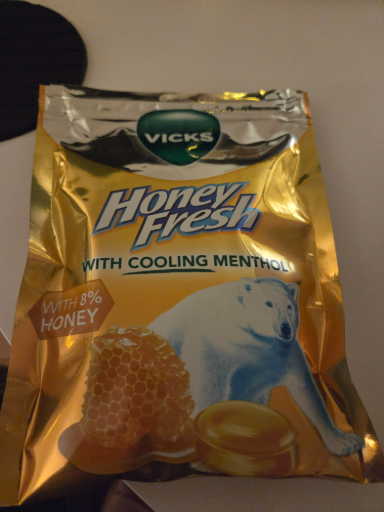 VICKS
Honey
Fresh
WITH COOLING MENTHOL
WITH 8%
HONEY